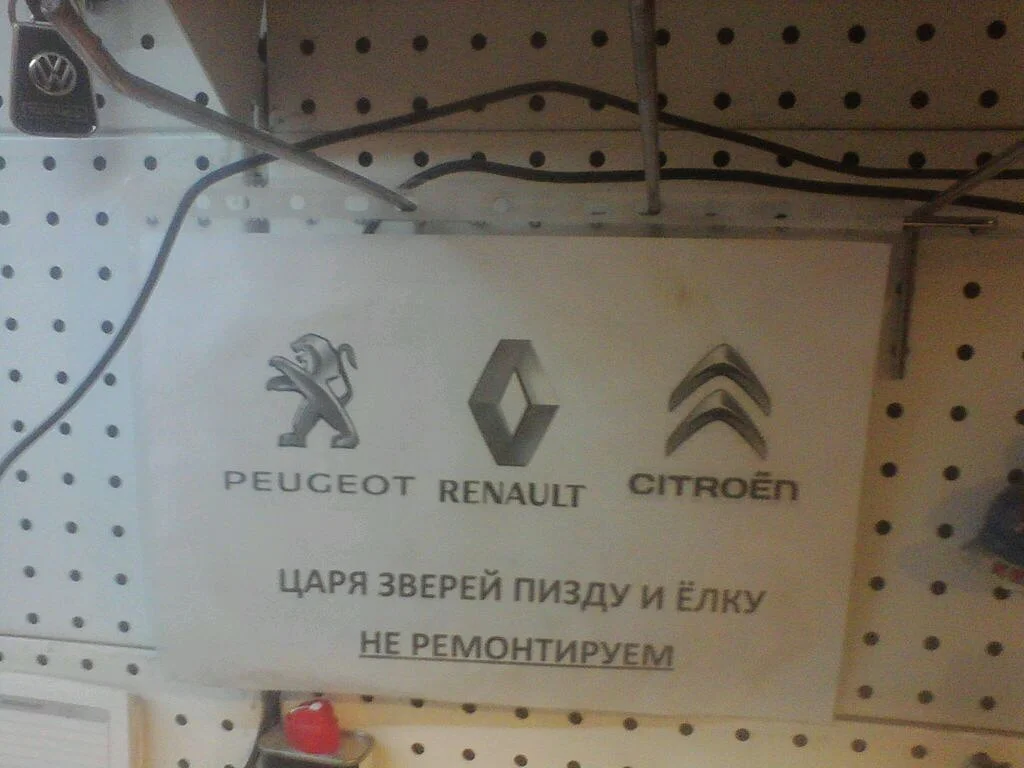 PEUGEOT RENAULT CITROËN
ЦАРЯ ЗВЕРЕЙ ПИЗДУ И ЁЛКУ
НЕ РЕМОНТИРУЕМ